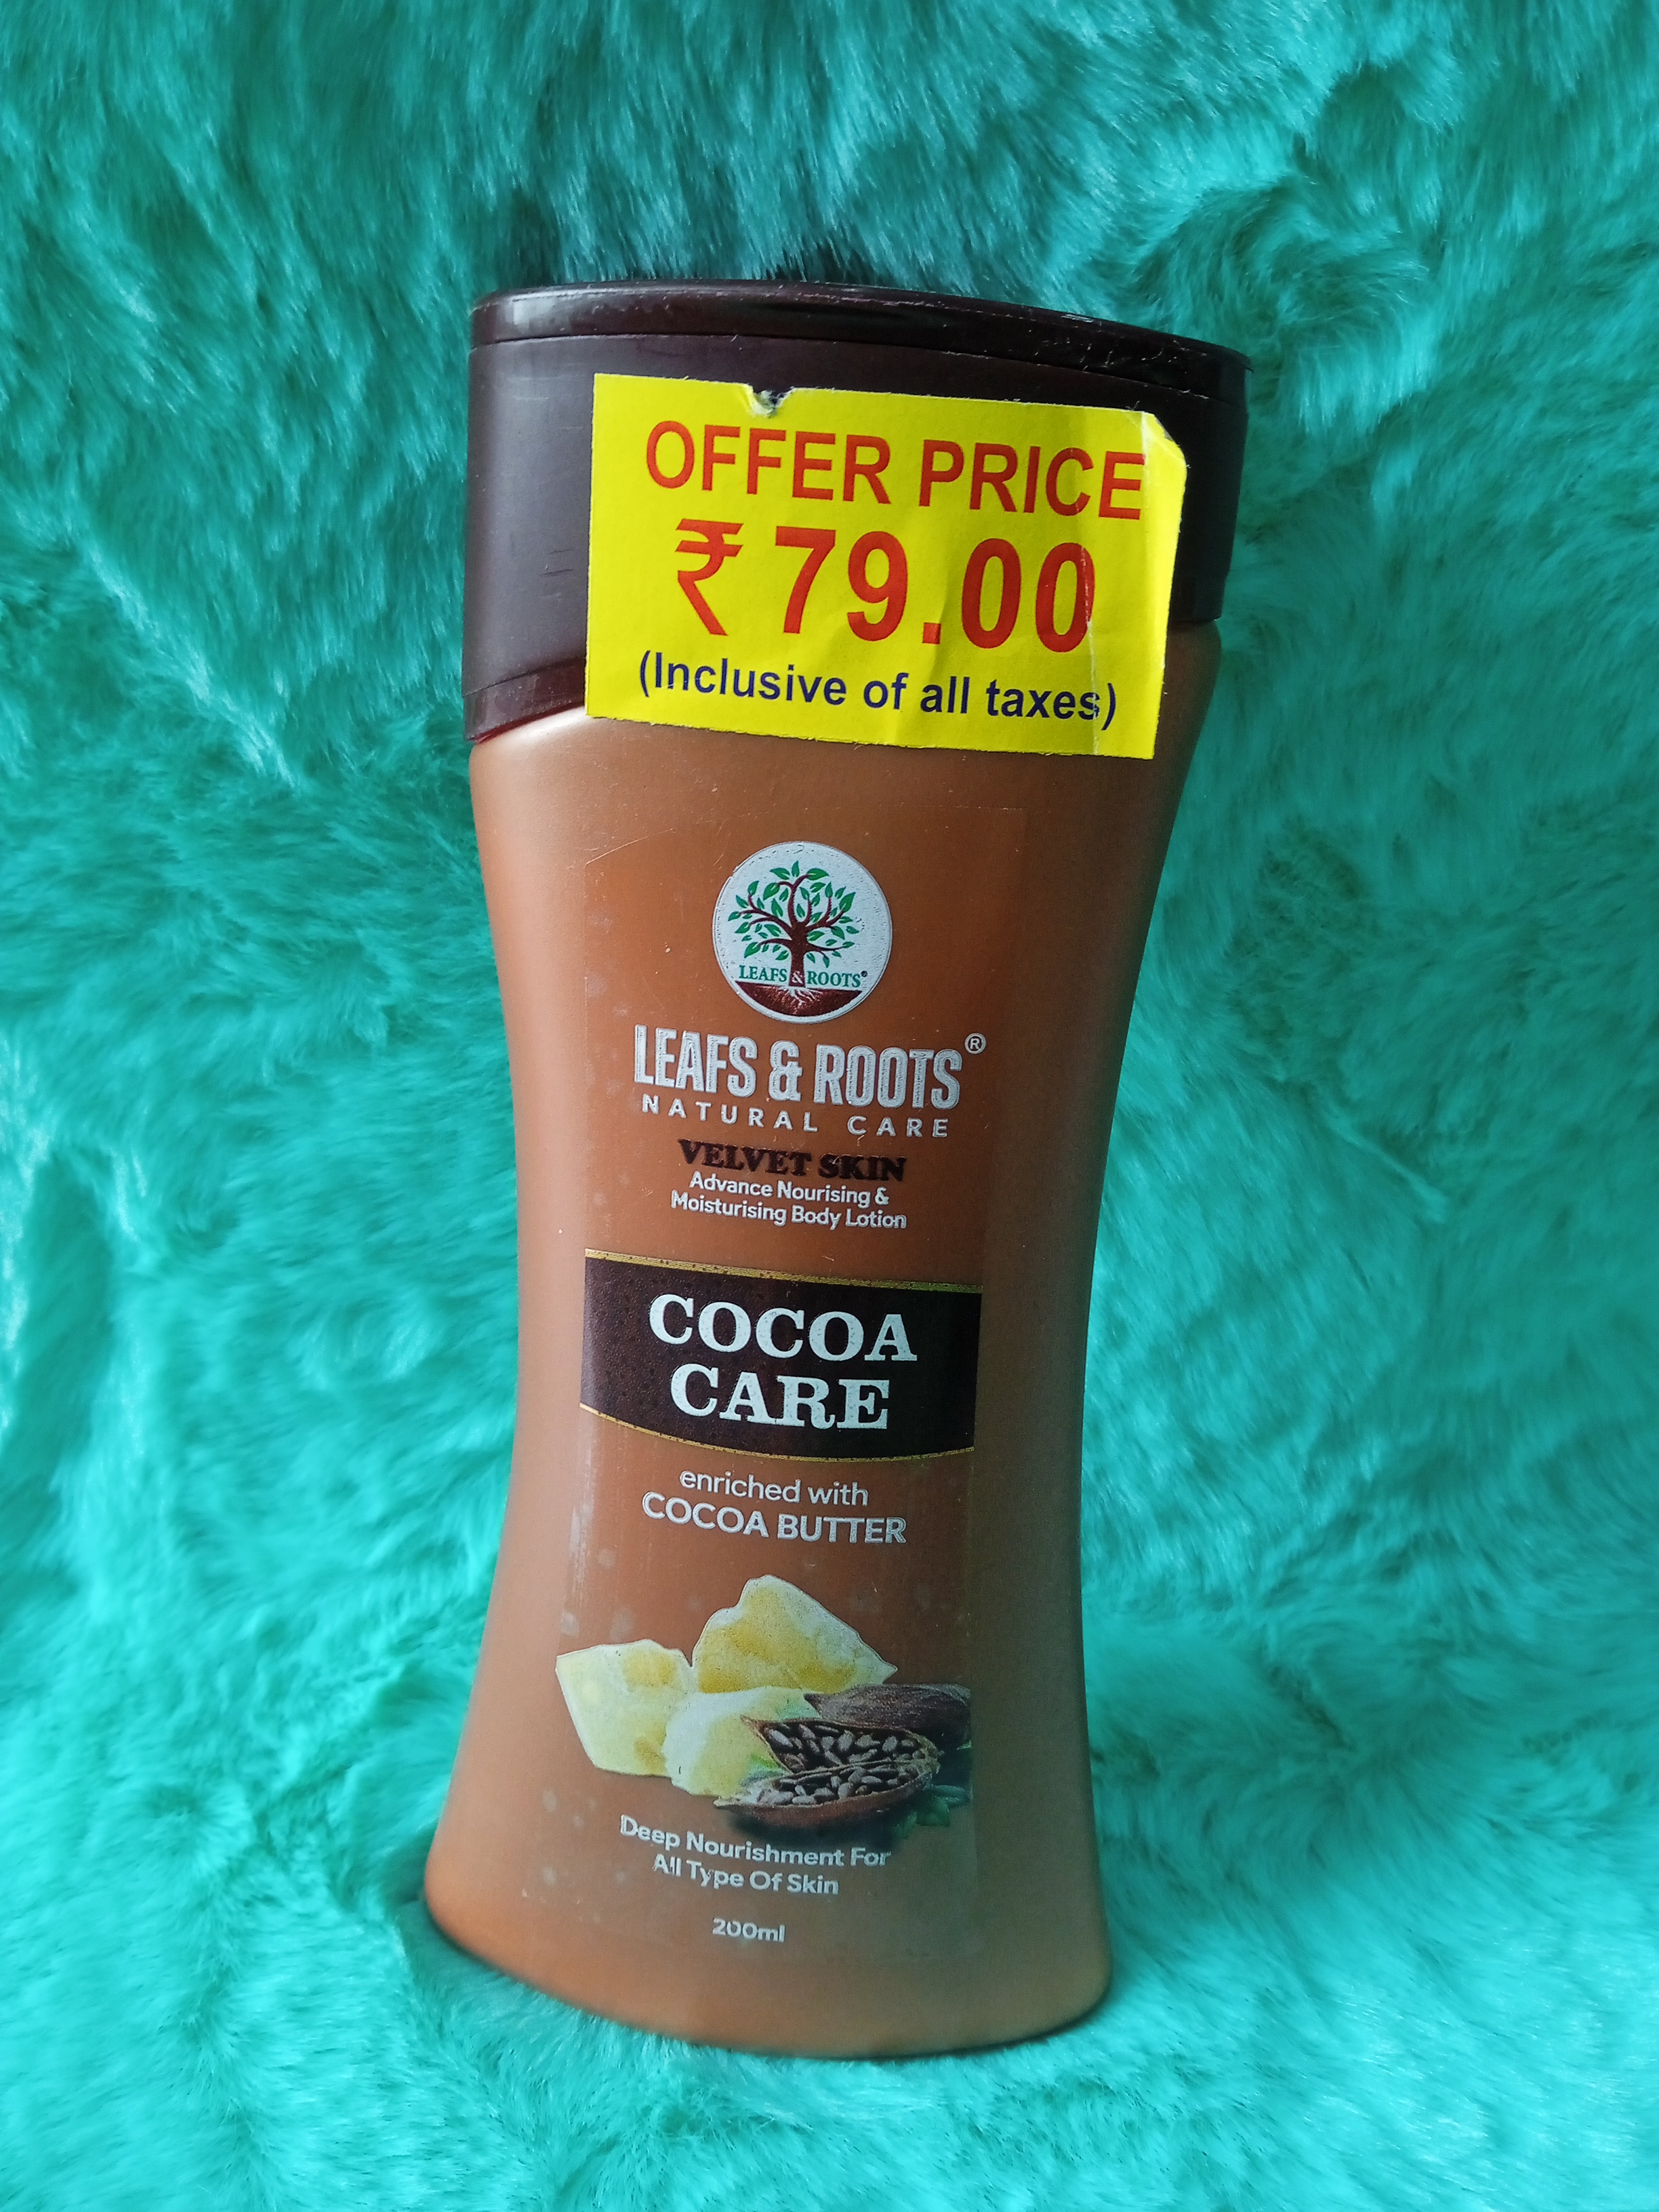 OFFER PRICE
₹ 79.00
(Inclusive of all taxes)
LEAFS & ROOTS®
LEAFS & ROOTS®
NATURAL CARE
VELVET SKIN
Advance Nourising &
Moisturising Body Lotion
COCOA
CARE
enriched with
COCOA BUTTER
Deep Nourishment For
All Type Of Skin
200ml